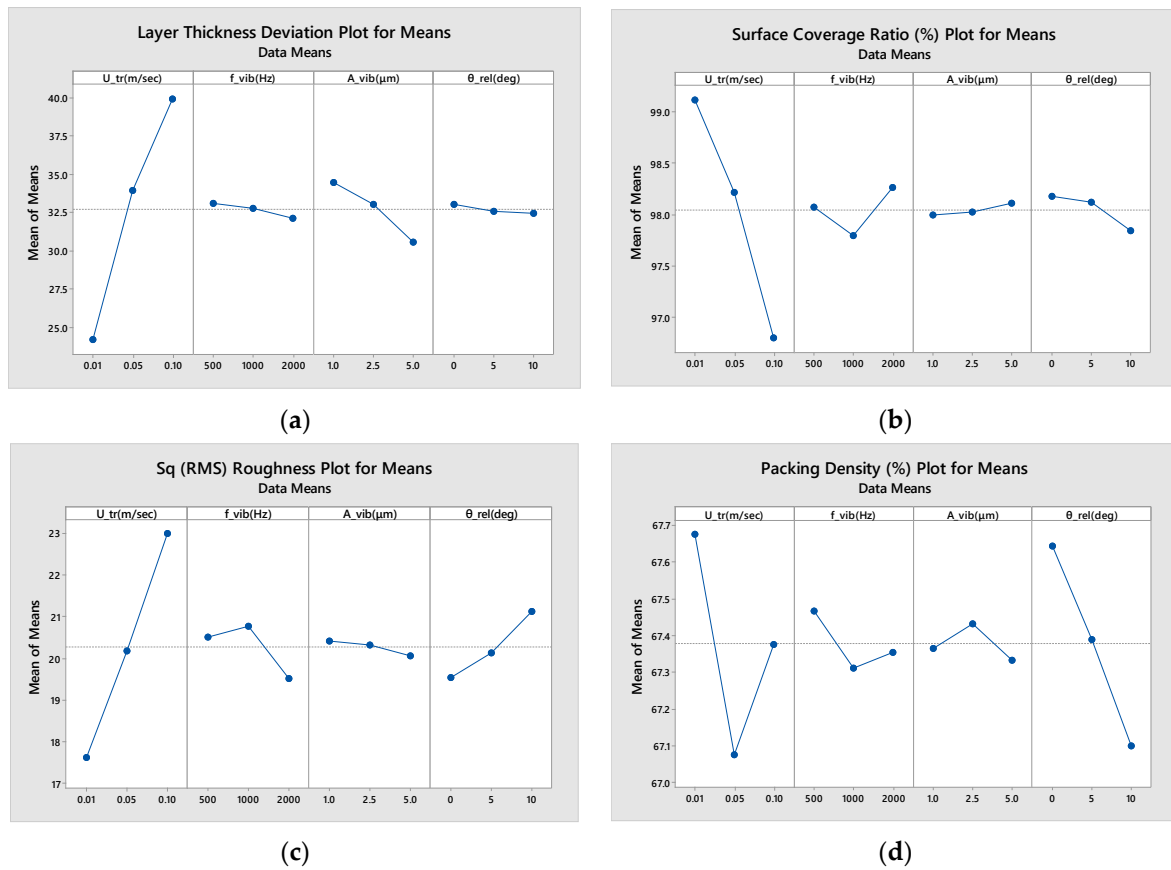 Layer Thickness Deviation Plot for Means
Data Means
U_tr(m/sec) f_vib(Hz) A_vib(μm) θ_rel(deg)
40.0
37.5
35.0
32.5
30.0
27.5
25.0
Mean of Means
0.01 0.05 0.10 500 1000 2000 1.0 2.5 5.0 0 5 10
(a)
Surface Coverage Ratio (%) Plot for Means
Data Means
U_tr(m/sec) f_vib(Hz) A_vib(μm) θ_rel(deg)
99.0
98.5
98.0
97.5
97.0
Mean of Means
0.01 0.05 0.10 500 1000 2000 1.0 2.5 5.0 0 5 10
(b)
Sq (RMS) Roughness Plot for Means
Data Means
U_tr(m/sec) f_vib(Hz) A_vib(μm) θ_rel(deg)
23
22
21
20
19
18
17
Mean of Means
0.01 0.05 0.10 500 1000 2000 1.0 2.5 5.0 0 5 10
(c)
Packing Density (%) Plot for Means
Data Means
U_tr(m/sec) f_vib(Hz) A_vib(μm) θ_rel(deg)
67.7
67.6
67.5
67.4
67.3
67.2
67.1
67.0
Mean of Means
0.01 0.05 0.10 500 1000 2000 1.0 2.5 5.0 0 5 10
(d)